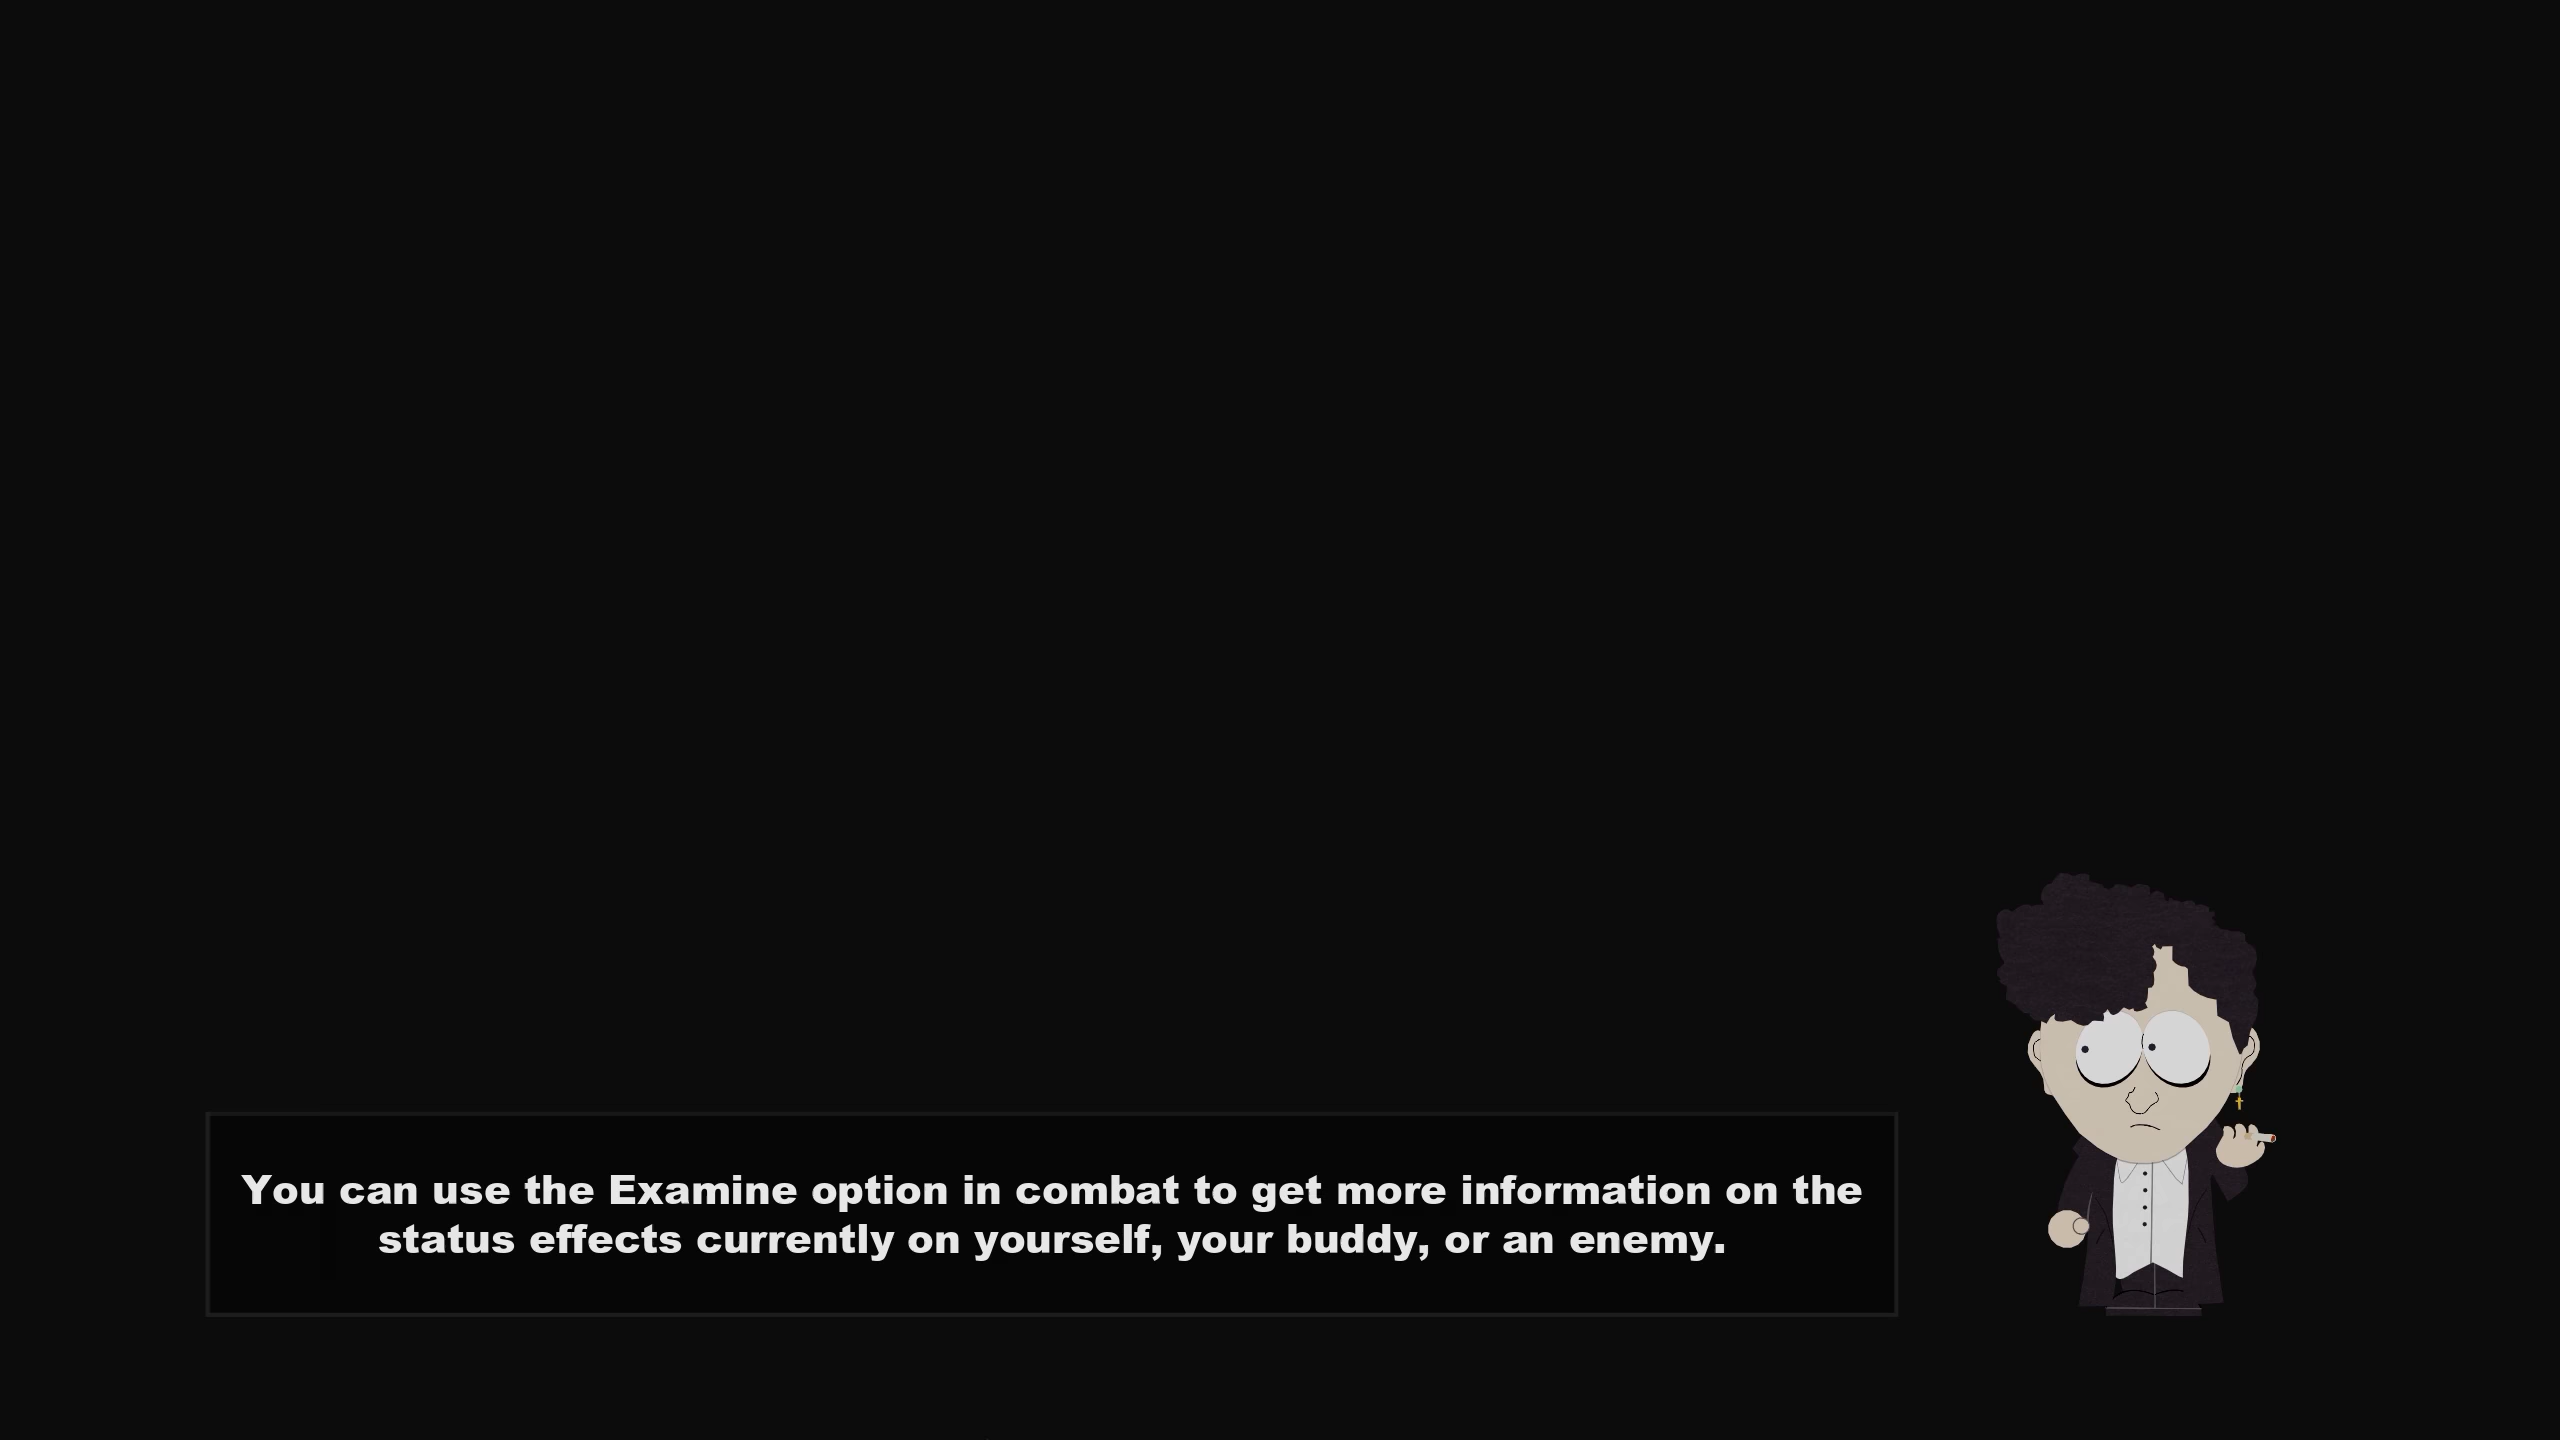 You can use the Examine option in combat to get more information on the
status effects currently on yourself, your buddy, or an enemy.